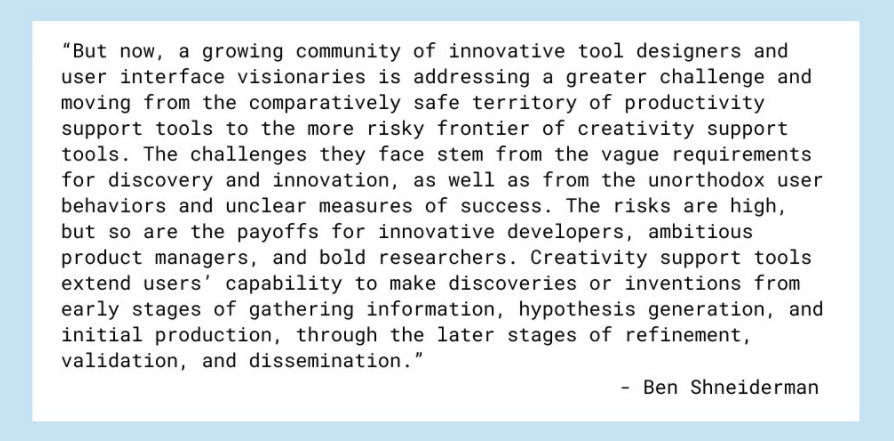 “But now, a growing community of innovative tool designers and
user interface visionaries is addressing a greater challenge and
moving from the comparatively safe territory of productivity
support tools to the more risky frontier of creativity support
tools. The challenges they face stem from the vague requirements
for discovery and innovation, as well as from the unorthodox user
behaviors and unclear measures of success. The risks are high,
but so are the payoffs for innovative developers, ambitious
product managers, and bold researchers. Creativity support tools
extend users’ capability to make discoveries or inventions from
early stages of gathering information, hypothesis generation, and
initial production, through the later stages of refinement,
validation, and dissemination.”
– Ben Shneiderman